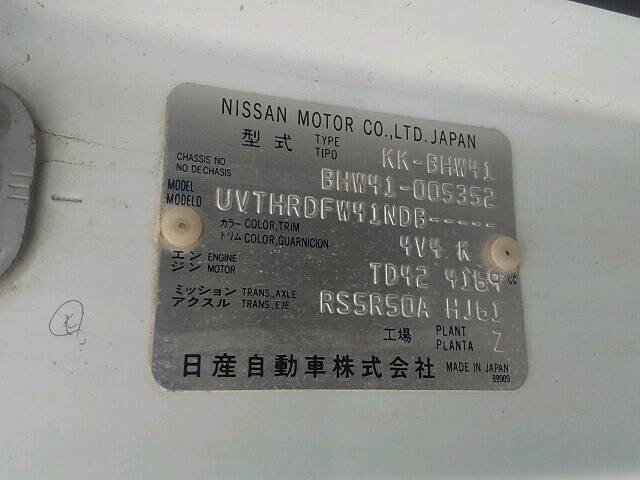 NISSAN MOTOR CO.,LTD.JAPAN
型式 TYPE TIPO KK-BHW41
CHASSIS NO. NO.DE CHASIS BHW41-005352
MODEL MODELO UVTHRDFW41NDB-----
カラー COLOR,TRIM トリム COLOR,GUARNICION 4V4 K
エンジン ENGINE MOTOR TD42 4169 CC
ミッション TRANS.,AXLE アクスル TRANS.,EJE RS5R50A HJ61
工場 PLANT PLANTA Z
日産自動車株式会社 MADE IN JAPAN
89909